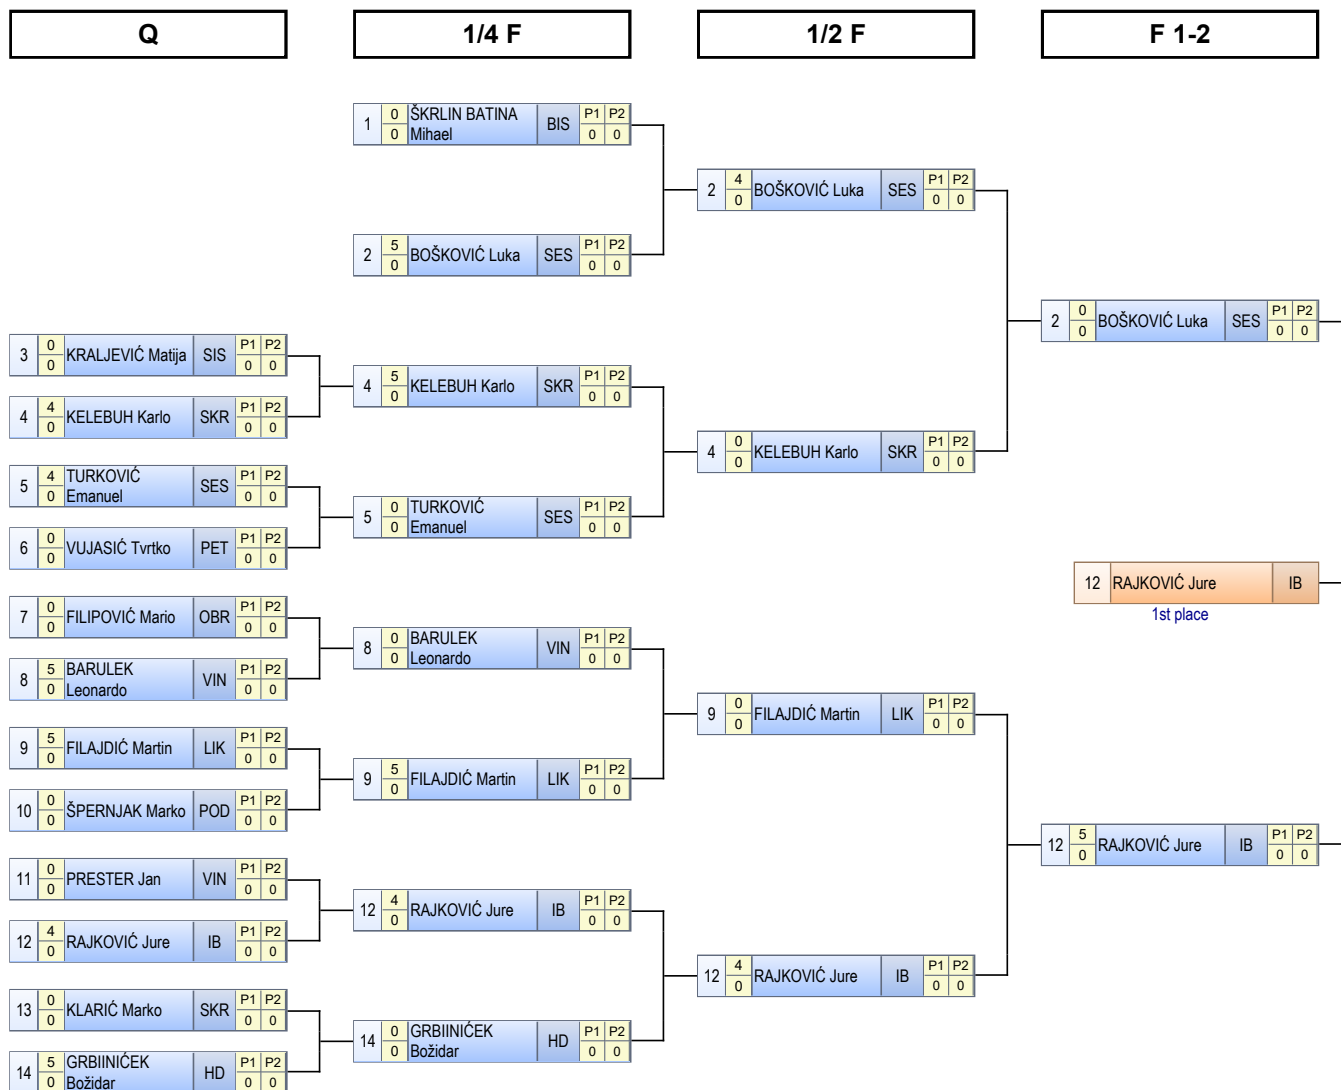 Q
1/4 F
1/2 F
F 1-2
1 0 ŠKRLIN BATINA BIS P1 P2
0 Mihael 0 0
2 4 BOŠKOVIĆ Luka SES P1 P2
0 0 0
2 5 BOŠKOVIĆ Luka SES P1 P2
0 0 0
2 0 BOŠKOVIĆ Luka SES P1 P2
0 0 0
3 0 KRALJEVIĆ Matija SIS P1 P2
0 0 0
4 5 KELEBUH Karlo SKR P1 P2
0 0 0
4 4 KELEBUH Karlo SKR P1 P2
0 0 0
4 0 KELEBUH Karlo SKR P1 P2
0 0 0
5 4 TURKOVIĆ SES P1 P2
0 Emanuel 0 0
5 0 TURKOVIĆ SES P1 P2
0 Emanuel 0 0
6 0 VUJASIĆ Tvrtko PET P1 P2
0 0 0
12 RAJKOVIĆ Jure IB
1st place
7 0 FILIPOVIĆ Mario OBR P1 P2
0 0 0
8 0 BARULEK VIN P1 P2
0 Leonardo 0 0
8 5 BARULEK VIN P1 P2
0 Leonardo 0 0
9 0 FILAJDIĆ Martin LIK P1 P2
0 0 0
9 5 FILAJDIĆ Martin LIK P1 P2
0 0 0
9 5 FILAJDIĆ Martin LIK P1 P2
0 0 0
10 0 ŠPERNJAK Marko POD P1 P2
0 0 0
12 5 RAJKOVIĆ Jure IB P1 P2
0 0 0
11 0 PRESTER Jan VIN P1 P2
0 0 0
12 4 RAJKOVIĆ Jure IB P1 P2
0 0 0
12 4 RAJKOVIĆ Jure IB P1 P2
0 0 0
12 4 RAJKOVIĆ Jure IB P1 P2
0 0 0
13 0 KLARIĆ Marko SKR P1 P2
0 0 0
14 0 GRBIINIĆEK HD P1 P2
0 Božidar 0 0
14 5 GRBIINIĆEK HD P1 P2
0 Božidar 0 0